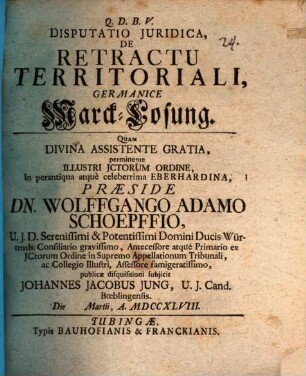 Q. D. B. V.
24.
DISPUTATIO JURIDICA,
DE
RETRACTU
TERRITORIALI,
GERMANICE
Marck-Losung.
QUAM
DIVINA ASSISTENTE GRATIA,
permittente
ILLUSTRI JCTORUM ORDINE,
In perantiqua atquè celeberrima EBERHARDINA,
PRÆSIDE
DN. WOLFFGANGO ADAMO
SCHOEPFFIO,
U. J. D. Serenissimi & Potentissimi Domini Ducis Wür-
temb: Consiliario gravissimo, Antecessore atquè Primario ex
JCtorum Ordine in Supremo Appellationum Tribunali,
ac Collegio Illustri, Assessore famigeratissimo,
publicæ disquisitioni subjicit
JOHANNES JACOBUS JUNG, U. J. Cand.
Bœblingensis.
Die Martii, A. MDCCXLVIII.
TUBINGÆ,
Typis BAUHOFIANIS & FRANCKIANIS.